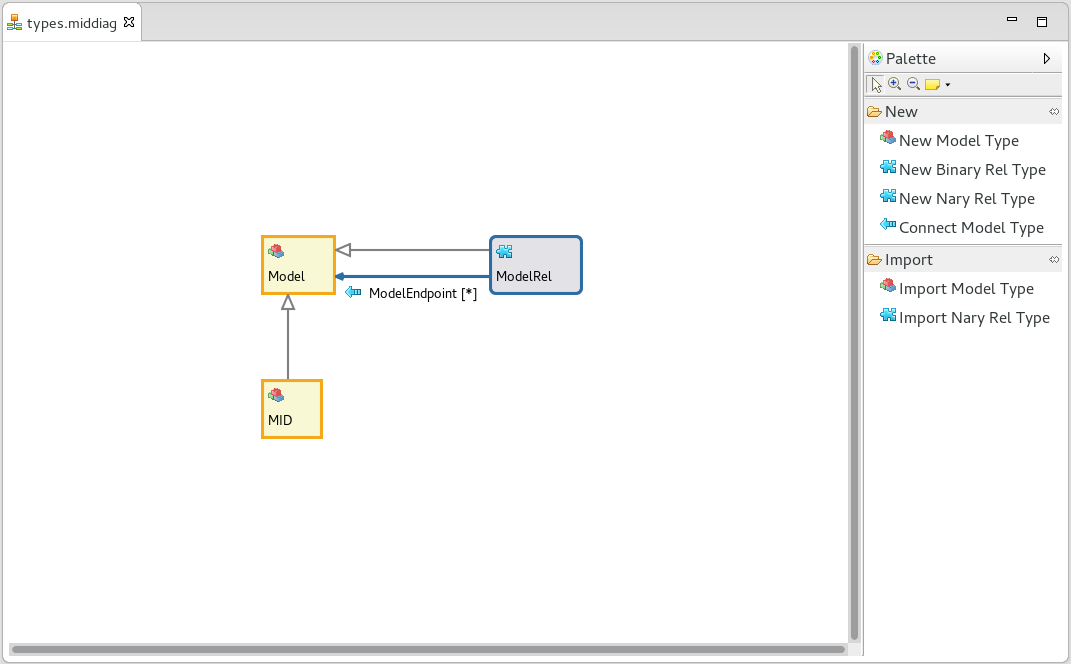 types.middiag
Palette
New
New Model Type
New Binary Rel Type
New Nary Rel Type
Connect Model Type
Import
Import Model Type
Import Nary Rel Type
Model
ModelRel
ModelEndpoint [*]
MID